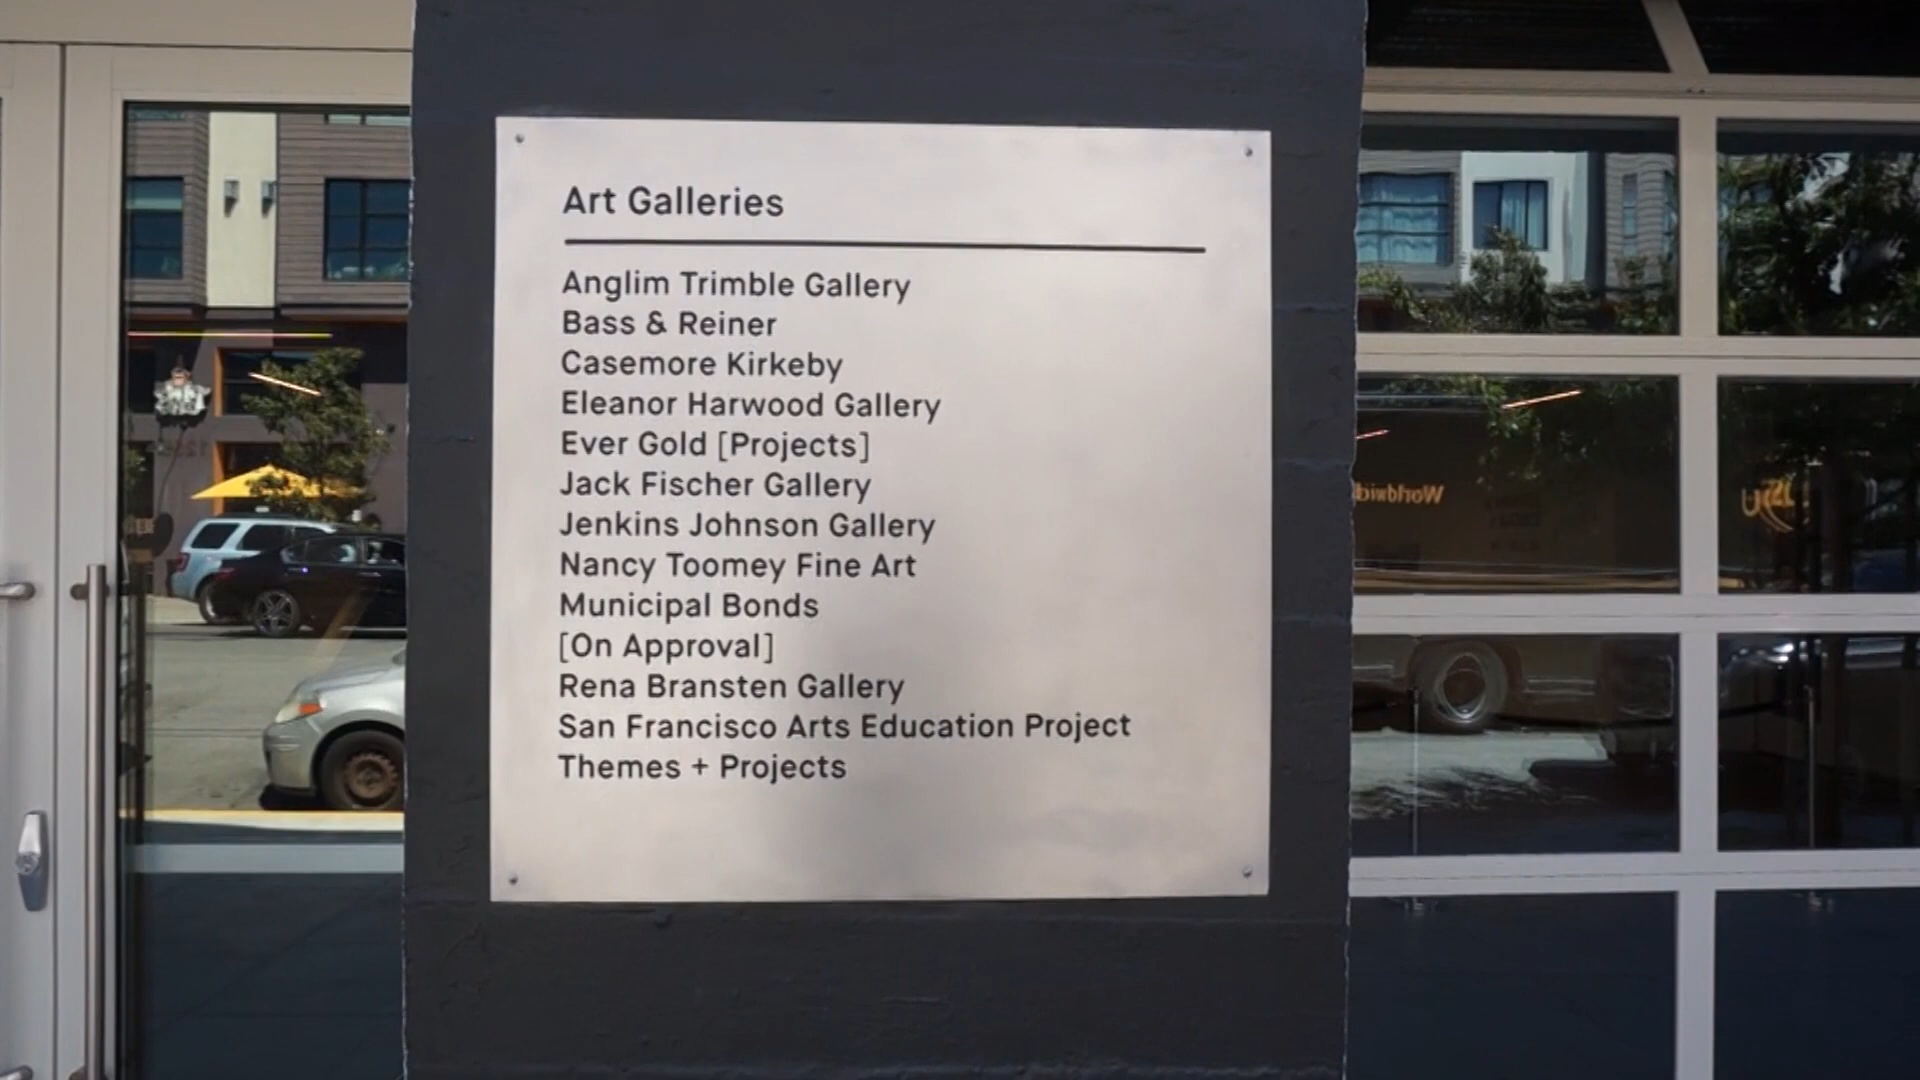 Art Galleries
Anglim Trimble Gallery
Bass & Reiner
Casemore Kirkeby
Eleanor Harwood Gallery
Ever Gold [Projects]
Jack Fischer Gallery
Jenkins Johnson Gallery
Nancy Toomey Fine Art
Municipal Bonds
[On Approval]
Rena Bransten Gallery
San Francisco Arts Education Project
Themes + Projects